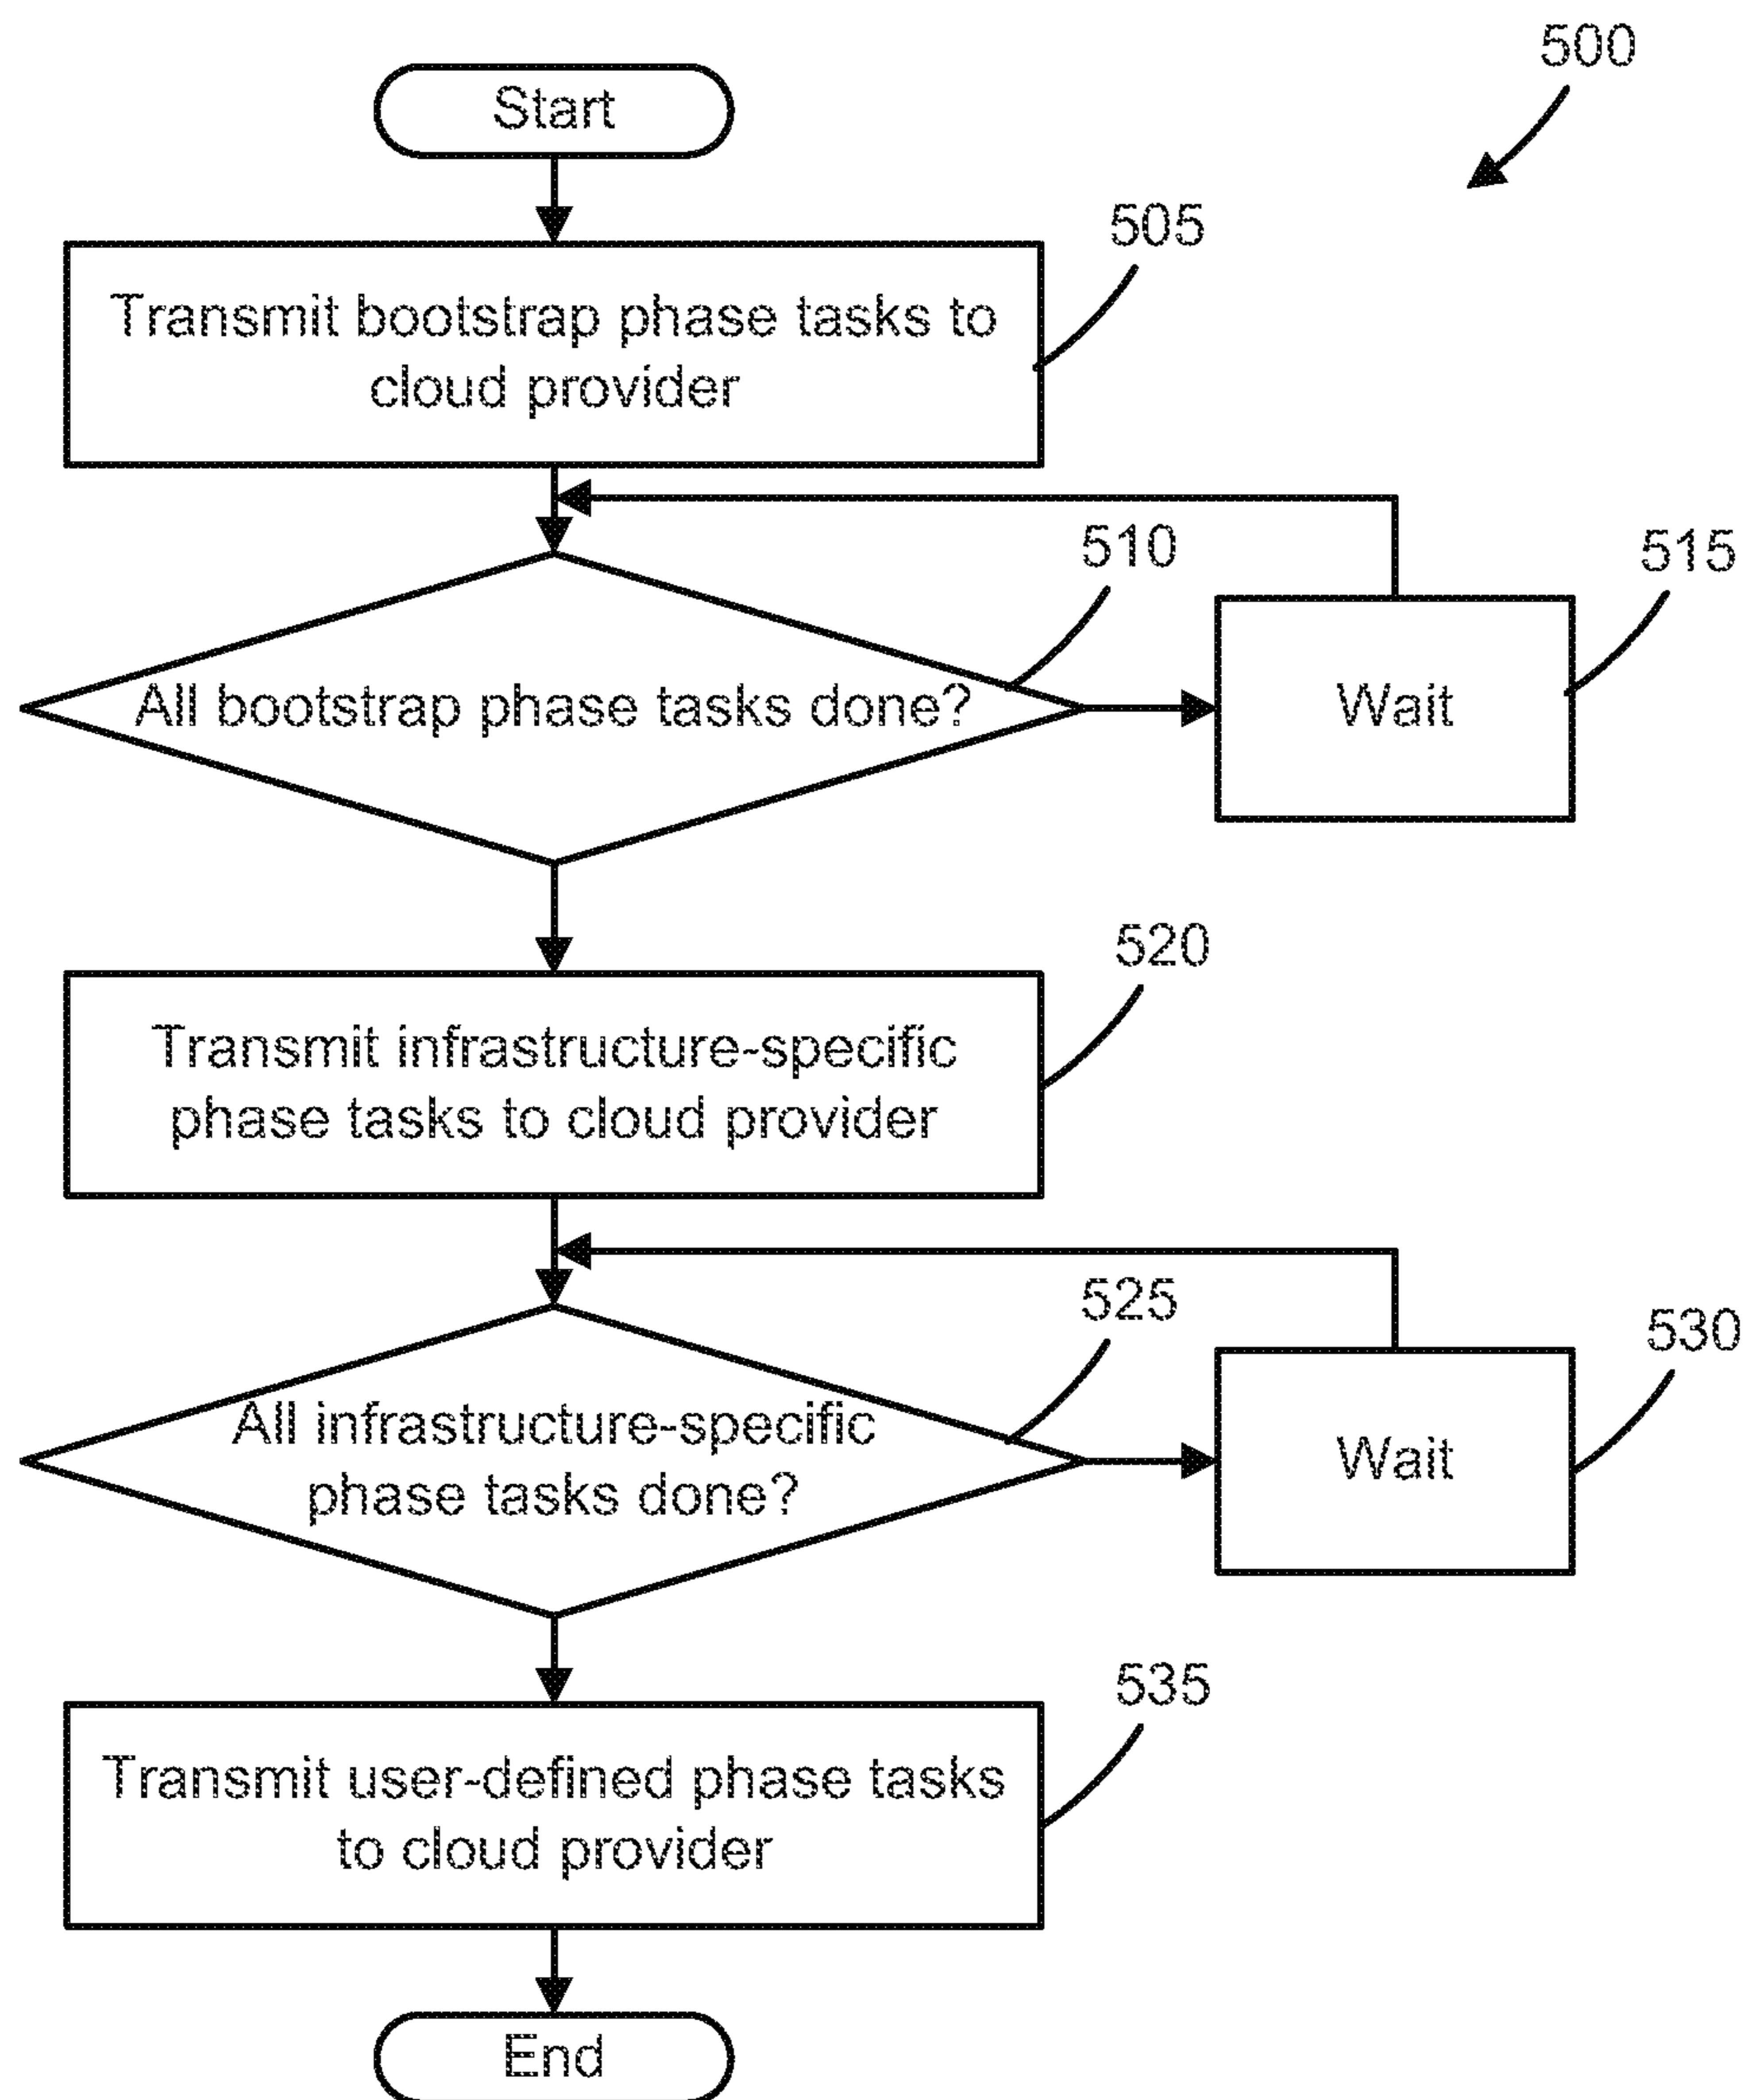 500
Start
505
Transmit bootstrap phase tasks to
cloud provider
510
515
All bootstrap phase tasks done?
Wait
520
Transmit infrastructure-specific
phase tasks to cloud provider
525
530
All infrastructure-specific
phase tasks done?
Wait
535
Transmit user-defined phase tasks
to cloud provider
End